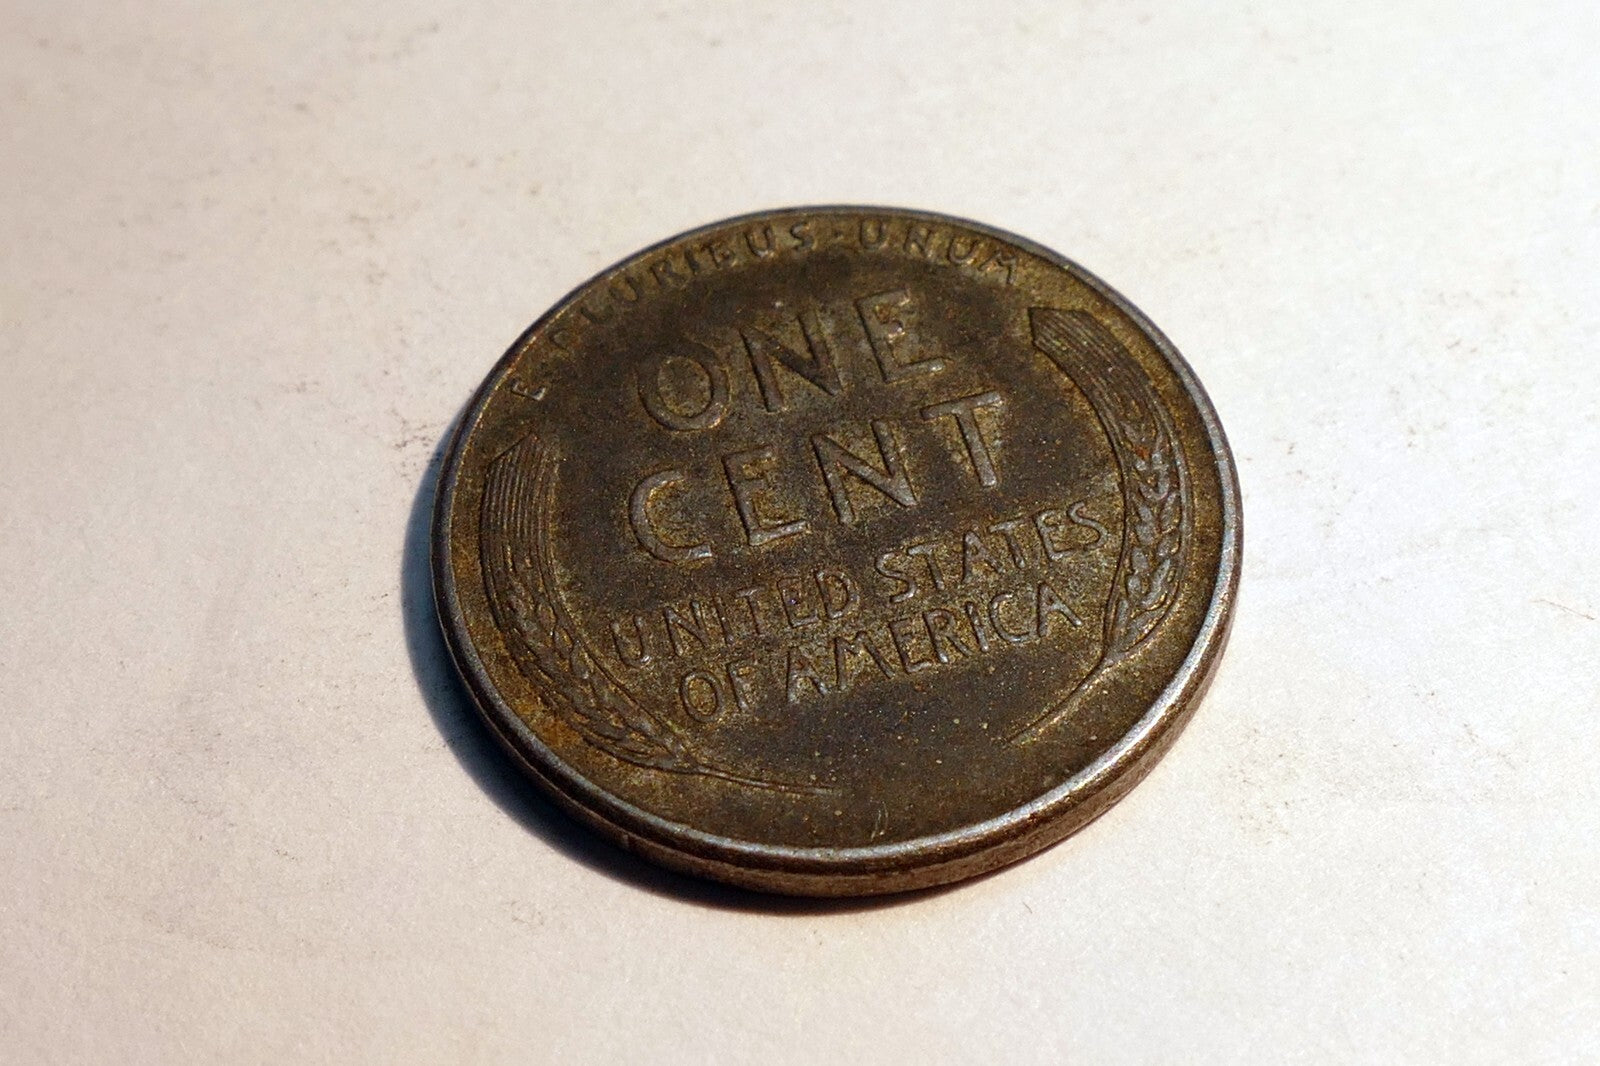 E·PLURIBUS·UNUM
ONE
CENT
UNITED STATES
OF AMERICA